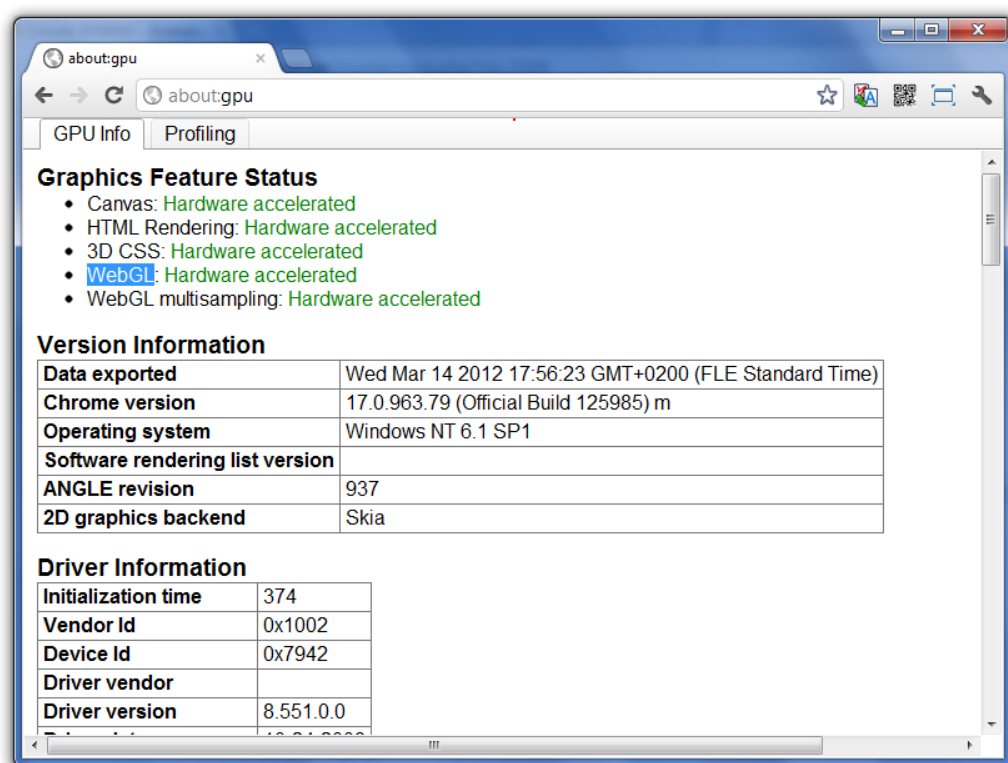 about:gpu
about:gpu
GPU Info Profiling
Graphics Feature Status
• Canvas: Hardware accelerated
• HTML Rendering: Hardware accelerated
• 3D CSS: Hardware accelerated
• WebGL: Hardware accelerated
• WebGL multisampling: Hardware accelerated
Version Information
Data exported Wed Mar 14 2012 17:56:23 GMT+0200 (FLE Standard Time)
Chrome version 17.0.963.79 (Official Build 125985) m
Operating system Windows NT 6.1 SP1
Software rendering list version
ANGLE revision 937
2D graphics backend Skia
Driver Information
Initialization time 374
Vendor Id 0x1002
Device Id 0x7942
Driver vendor
Driver version 8.551.0.0